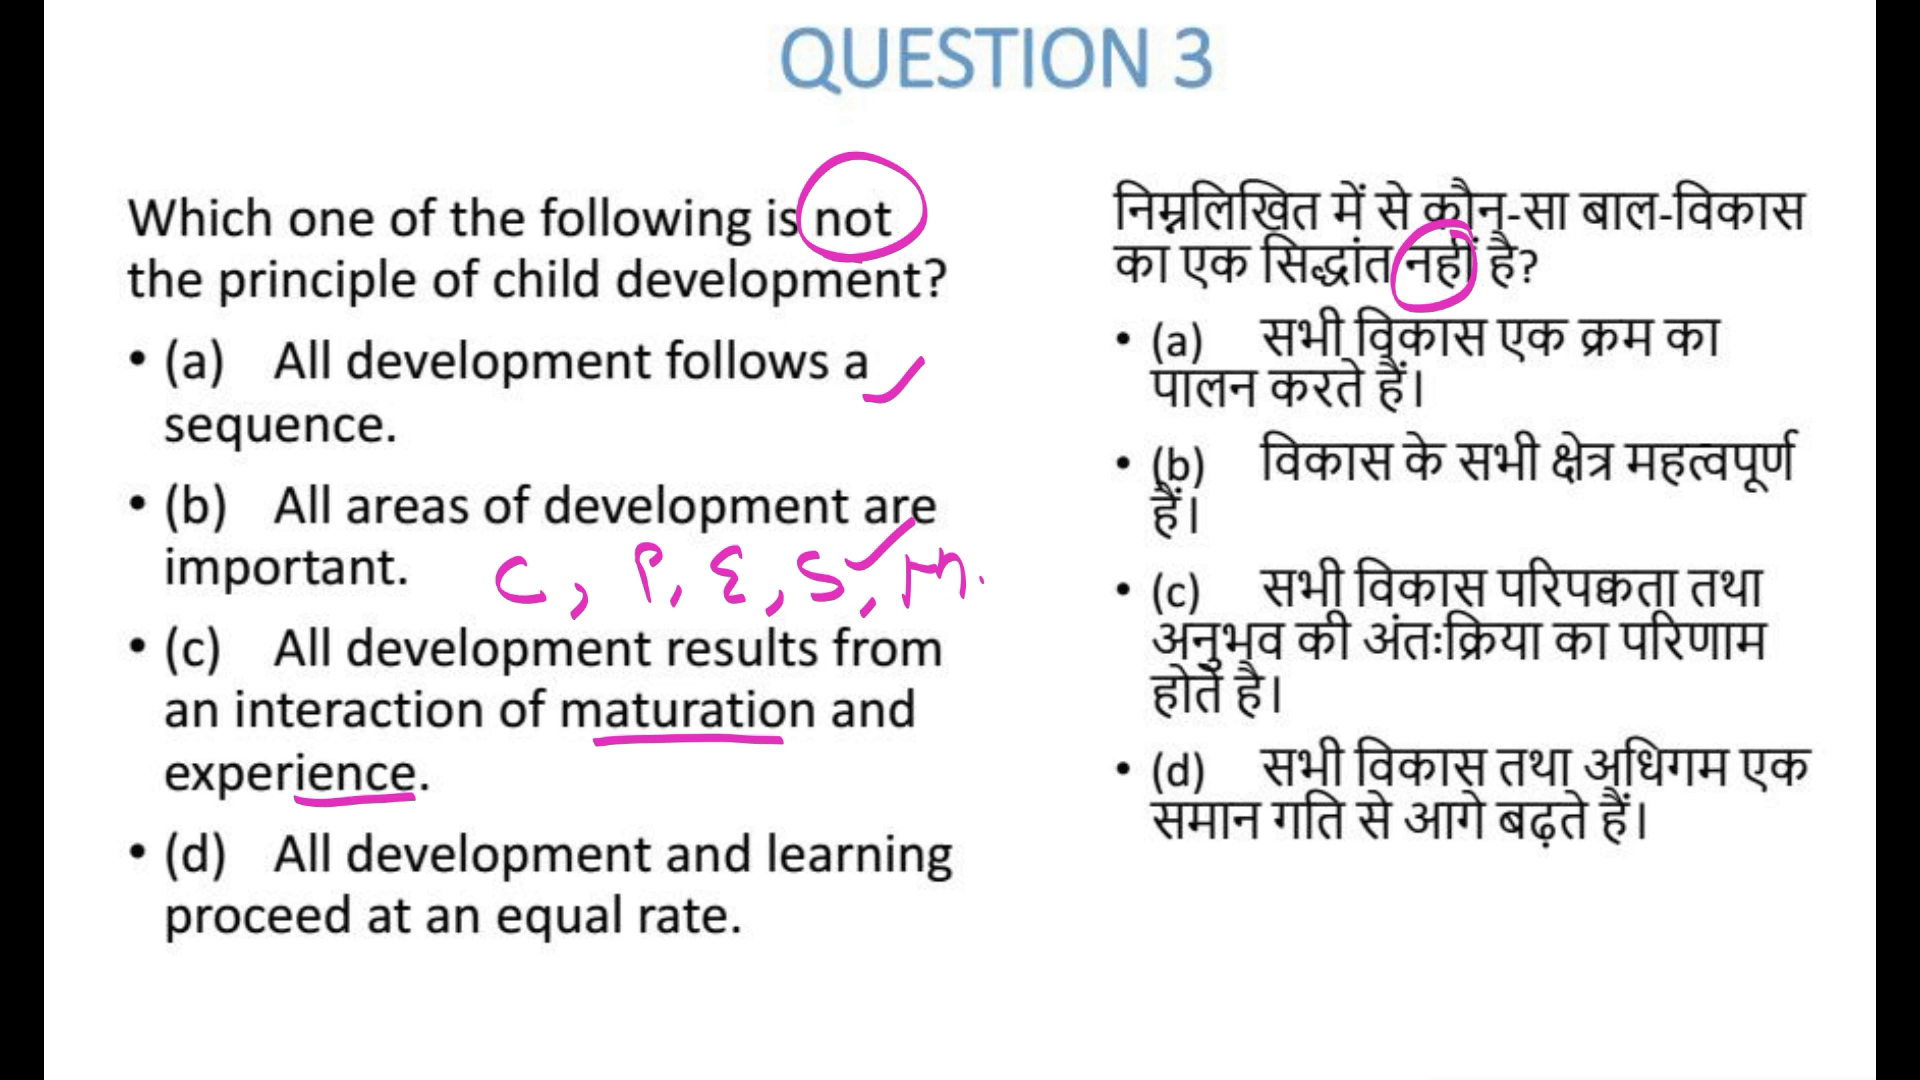 QUESTION 3
Which one of the following is not
the principle of child development?
• (a) All development follows a
sequence.
• (b) All areas of development are
important.
C, P, E, S, M.
• (c) All development results from
an interaction of maturation and
experience.
• (d) All development and learning
proceed at an equal rate.
निम्नलिखित में से कौन-सा बाल-विकास
का एक सिद्धांत नहीं है?
• (a) सभी विकास एक क्रम का
पालन करते हैं।
• (b) विकास के सभी क्षेत्र महत्वपूर्ण
हैं।
• (c) सभी विकास परिपक्वता तथा
अनुभव की अंतःक्रिया का परिणाम
होते है।
• (d) सभी विकास तथा अधिगम एक
समान गति से आगे बढ़ते हैं।